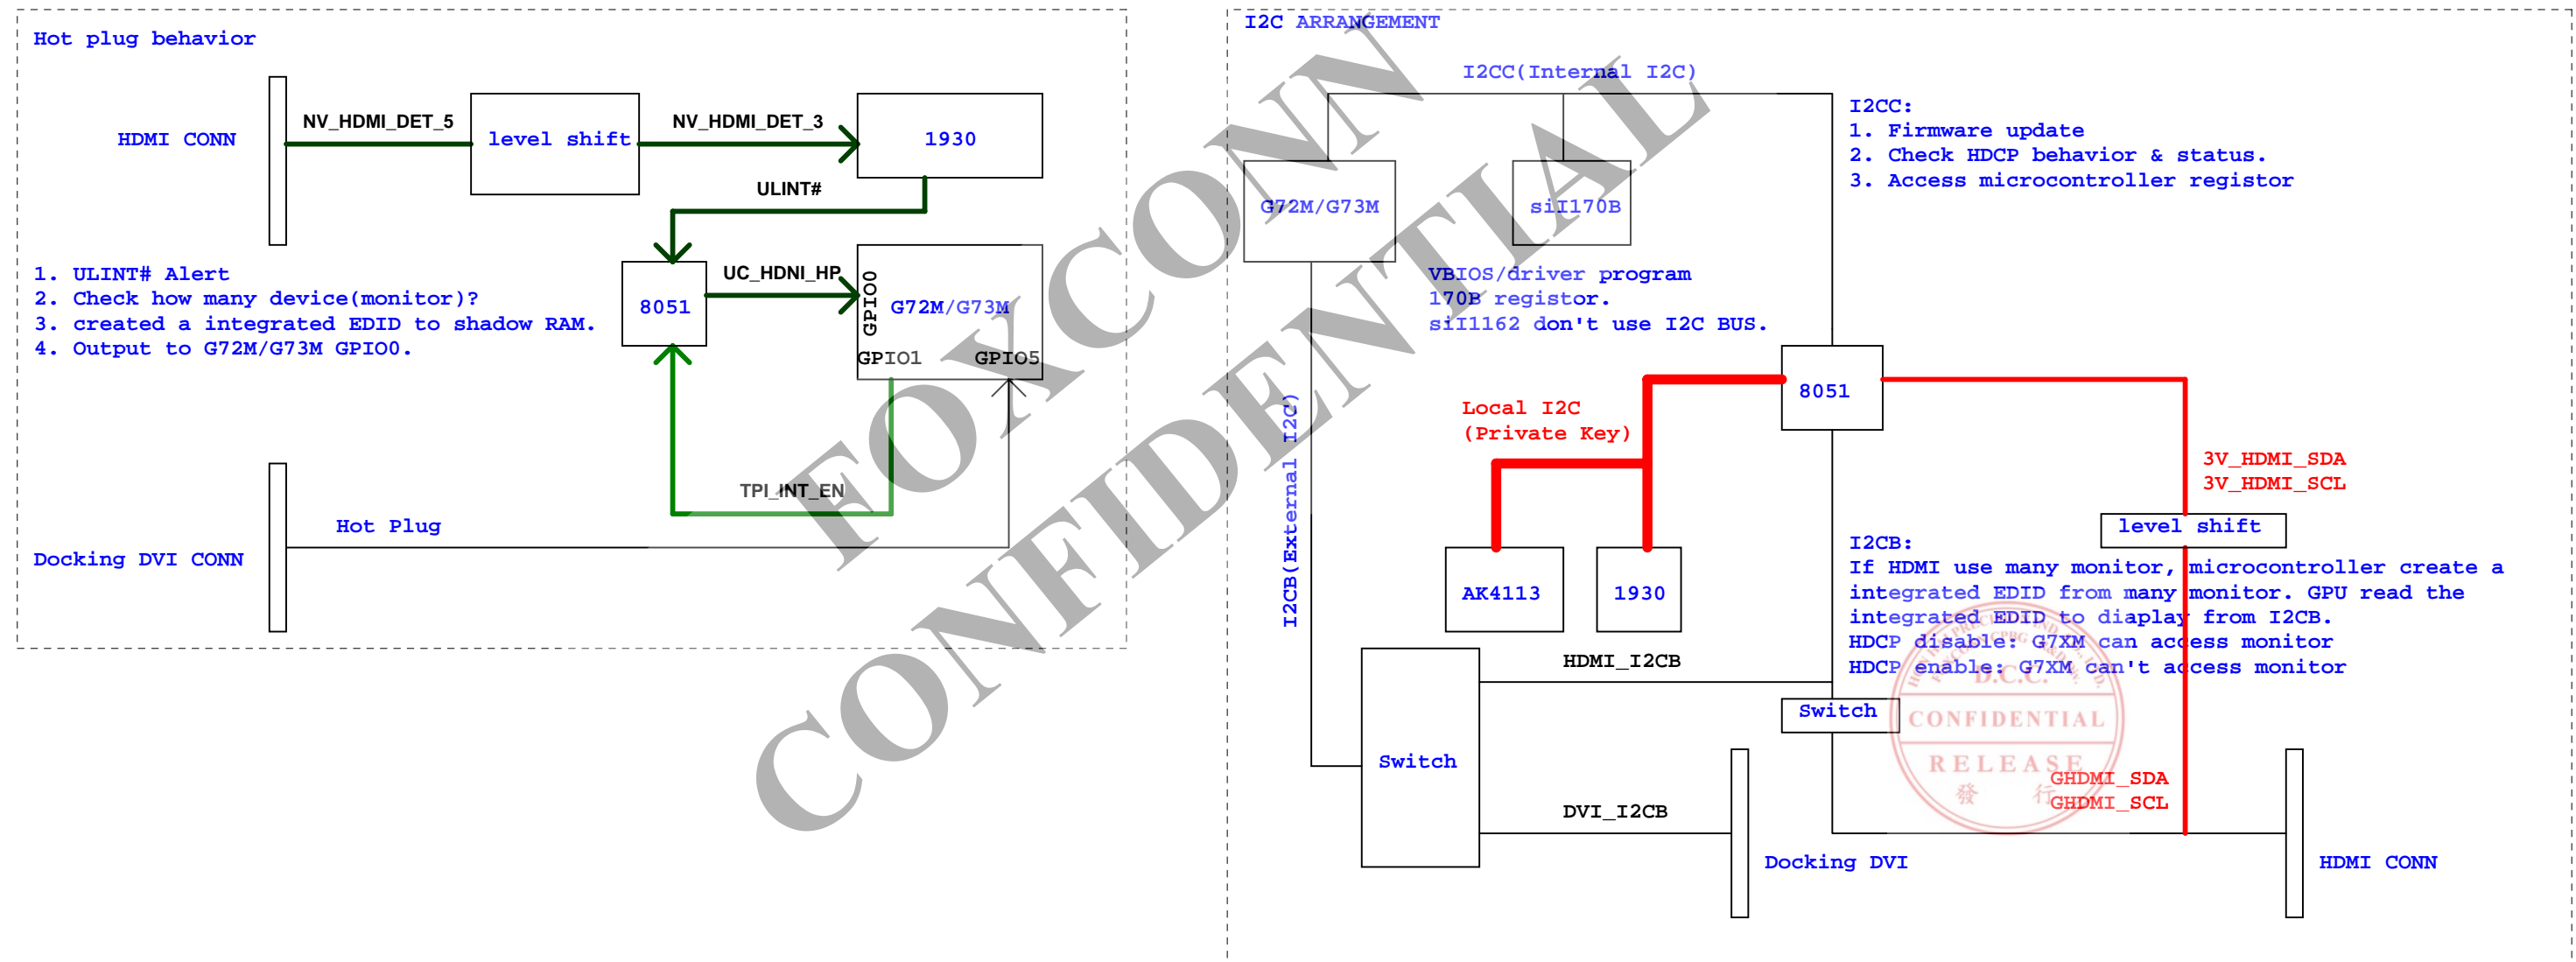 Hot plug behavior
HDMI CONN
NV_HDMI_DET_5
level shift
NV_HDMI_DET_3
1930
ULINT#
1. ULINT# Alert
2. Check how many device(monitor)?
3. created a integrated EDID to shadow RAM.
4. Output to G72M/G73M GPIO0.
8051
UC_HDNI_HP
GPIO0
G72M/G73M
GPIO1
GPIO5
TPI_INT_EN
Hot Plug
Docking DVI CONN
I2C ARRANGEMENT
I2CC(Internal I2C)
G72M/G73M
siI170B
I2CC:
1. Firmware update
2. Check HDCP behavior & status.
3. Access microcontroller registor
VBIOS/driver program
170B registor.
siI1162 don't use I2C BUS.
8051
Local I2C
(Private Key)
I2CB(External I2C)
AK4113
1930
3V_HDMI_SDA
3V_HDMI_SCL
level shift
I2CB:
If HDMI use many monitor, microcontroller create a
integrated EDID from many monitor. GPU read the
integrated EDID to diaplay from I2CB.
HDCP disable: G7XM can access monitor
HDCP enable: G7XM can't access monitor
HDMI_I2CB
Switch
Switch
DVI_I2CB
GHDMI_SDA
GHDMI_SCL
Docking DVI
HDMI CONN
FOXCONN
CONFIDENTIAL
D.C.C.
CONFIDENTIAL
RELEASE
發 行